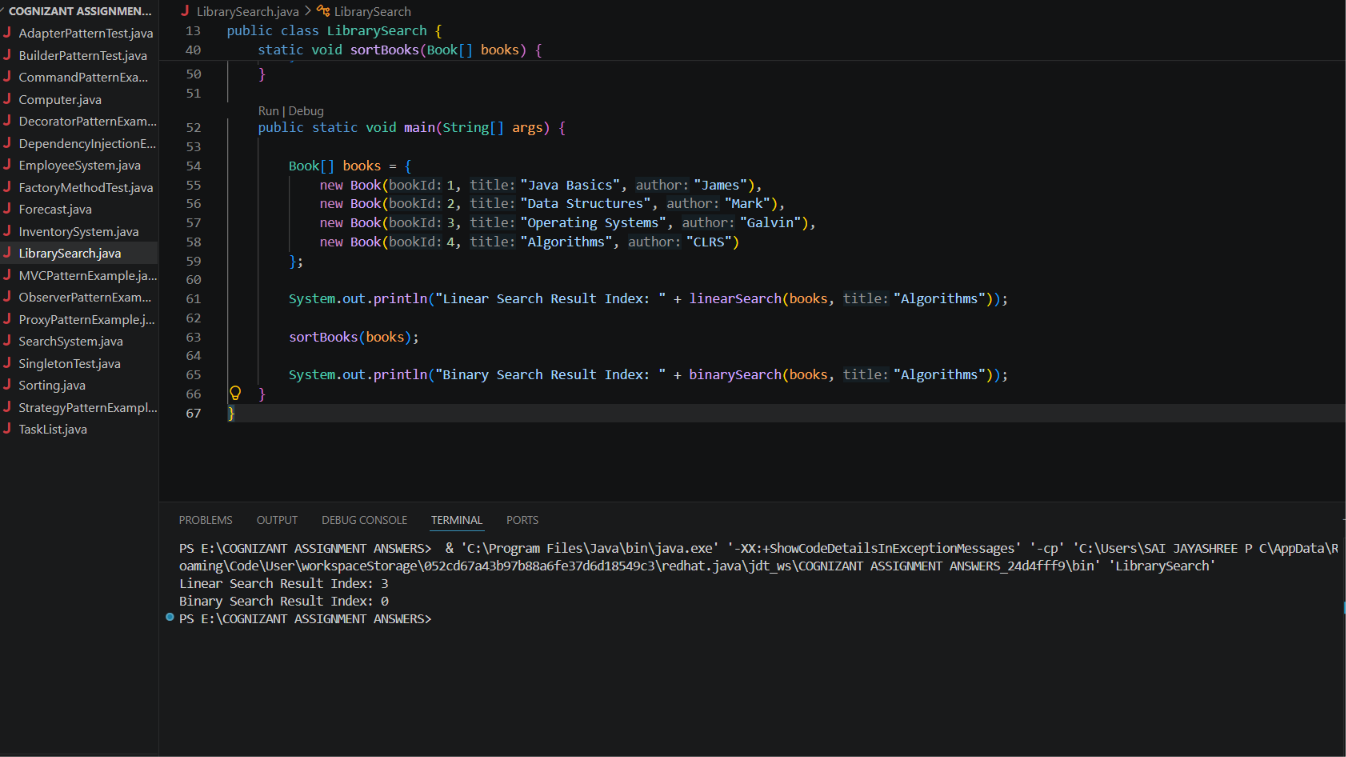 COGNIZANT ASSIGNMEN...
AdapterPatternTest.java
BuilderPatternTest.java
CommandPatternExa...
Computer.java
DecoratorPatternExam...
DependencyInjectionE...
EmployeeSystem.java
FactoryMethodTest.java
Forecast.java
InventorySystem.java
LibrarySearch.java
MVCPatternExample.ja...
ObserverPatternExam...
ProxyPatternExample.j...
SearchSystem.java
SingletonTest.java
Sorting.java
StrategyPatternExampl...
TaskList.java
LibrarySearch.java > LibrarySearch
13 public class LibrarySearch {
40 static void sortBooks(Book[] books) {
50 }
51
Run | Debug
52 public static void main(String[] args) {
53
54 Book[] books = {
55 new Book(bookId: 1, title: "Java Basics", author: "James"),
56 new Book(bookId: 2, title: "Data Structures", author: "Mark"),
57 new Book(bookId: 3, title: "Operating Systems", author: "Galvin"),
58 new Book(bookId: 4, title: "Algorithms", author: "CLRS")
59 };
60
61 System.out.println("Linear Search Result Index: " + linearSearch(books, title: "Algorithms"));
62
63 sortBooks(books);
64
65 System.out.println("Binary Search Result Index: " + binarySearch(books, title: "Algorithms"));
66 }
67 }
PROBLEMS OUTPUT DEBUG CONSOLE TERMINAL PORTS
PS E:\COGNIZANT ASSIGNMENT ANSWERS>  & 'C:\Program Files\Java\bin\java.exe' '-XX:+ShowCodeDetailsInExceptionMessages' '-cp' 'C:\Users\SAI JAYASHREE P C\AppData\R
oaming\Code\User\workspaceStorage\052cd67a43b97b88a6fe37d6d18549c3\redhat.java\jdt_ws\COGNIZANT ASSIGNMENT ANSWERS_24d4fff9\bin' 'LibrarySearch'
Linear Search Result Index: 3
Binary Search Result Index: 0
PS E:\COGNIZANT ASSIGNMENT ANSWERS>